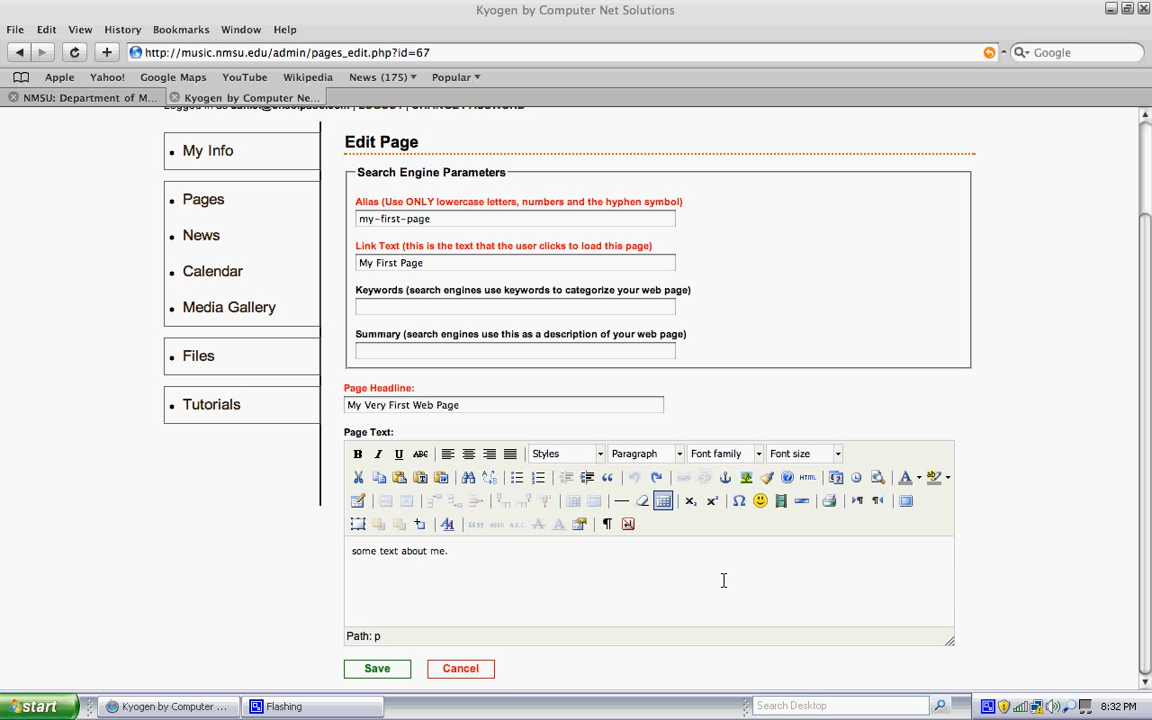 Kyogen by Computer Net Solutions
File Edit View History Bookmarks Window Help
http://music.nmsu.edu/admin/pages_edit.php?id=67
Google
Apple Yahoo! Google Maps YouTube Wikipedia News (175) Popular
NMSU: Department of M...
Kyogen by Computer Ne...
My Info
Pages
News
Calendar
Media Gallery
Files
Tutorials
Edit Page
Search Engine Parameters
Alias (Use ONLY lowercase letters, numbers and the hyphen symbol)
my-first-page
Link Text (this is the text that the user clicks to load this page)
My First Page
Keywords (search engines use keywords to categorize your web page)
Summary (search engines use this as a description of your web page)
Page Headline:
My Very First Web Page
Page Text:
B I U ABC Styles Paragraph Font family Font size
HTML
some text about me.
Path: p
Save Cancel
start
Kyogen by Computer ...
Flashing
Search Desktop
8:32 PM